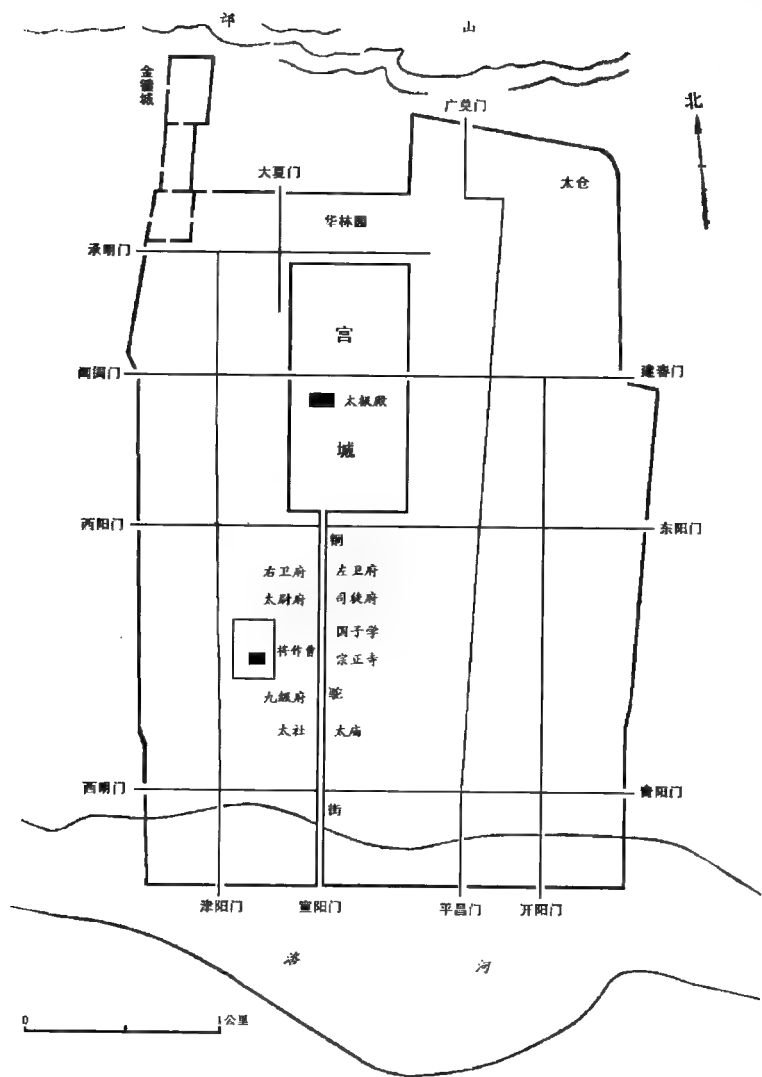 邙 山
金镛城
北
广莫门
大夏门
太仓
华林园
承明门
宫
阊阖门
建春门
太极殿
城
西阳门
东阳门
铜
右卫府 左卫府
太尉府 司徒府
国子学
将作曹
宗正寺
九级府
驼
太社 太庙
西明门
青阳门
街
津阳门 宣阳门 平昌门 开阳门
洛 河
0 1公里